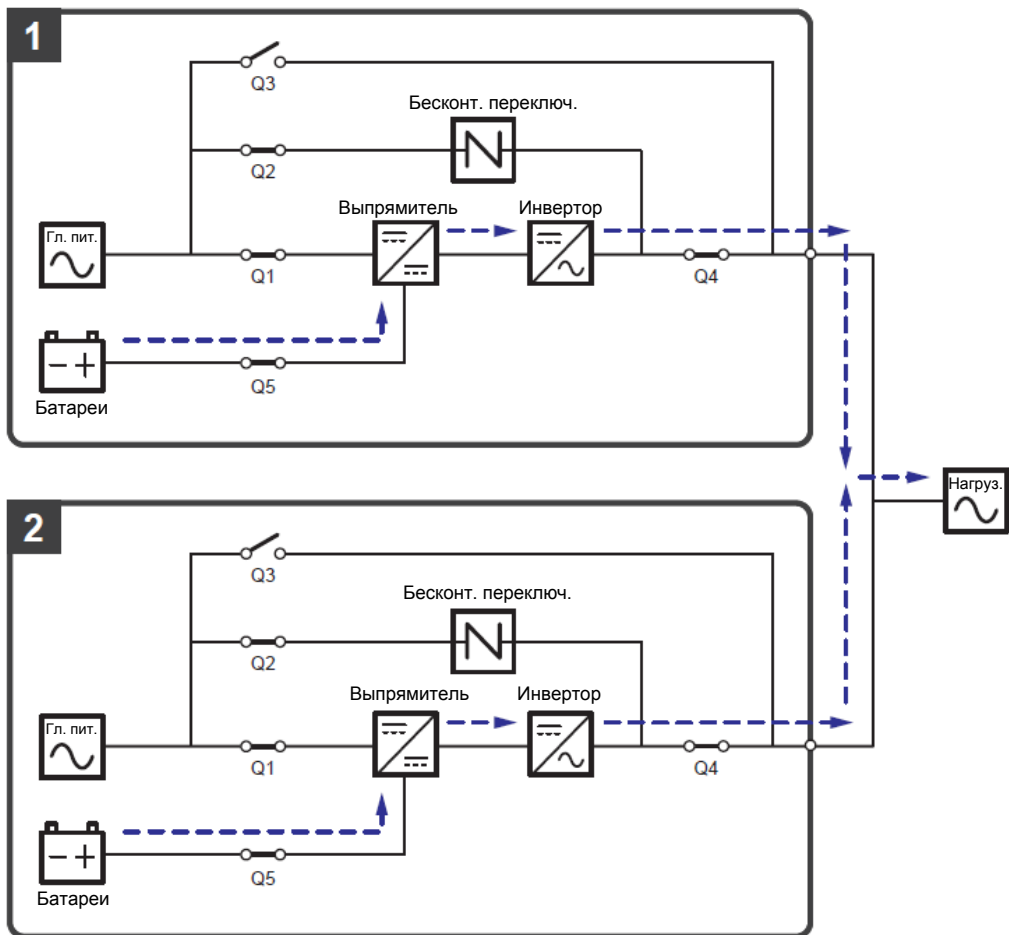 1
Q3
Бесконт. переключ.
Q2
Выпрямитель
Инвертор
Гл. пит.
Q1
Q4
Q5
Батареи
Нагруз.
2
Q3
Бесконт. переключ.
Q2
Выпрямитель
Инвертор
Гл. пит.
Q1
Q4
Q5
Батареи